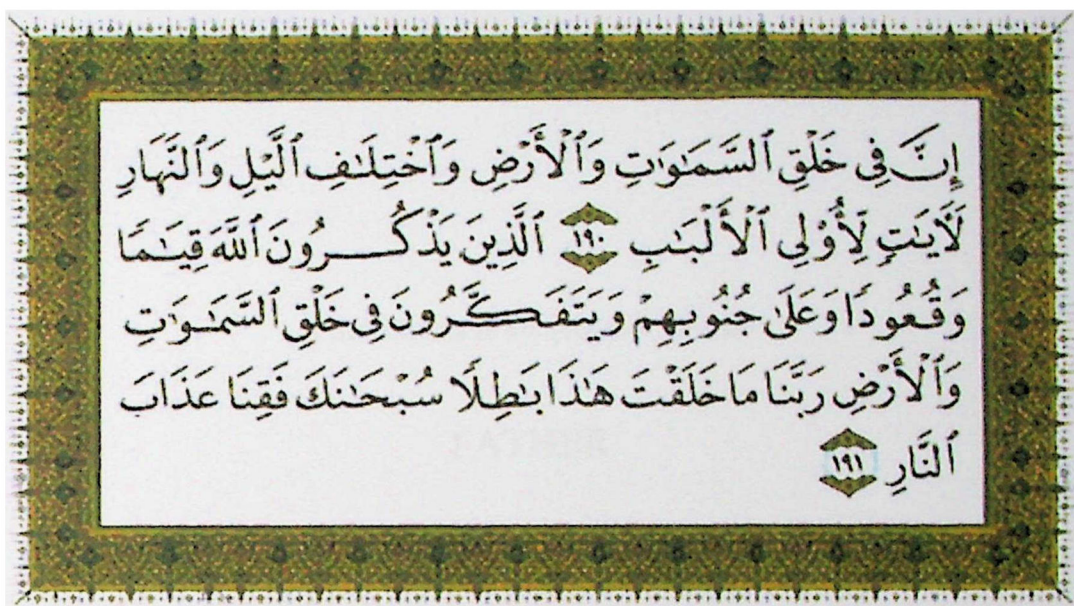 إِنَّ فِى خَلْقِ ٱلسَّمَٰوَٰتِ وَٱلْأَرْضِ وَٱخْتِلَٰفِ ٱلَّيْلِ وَٱلنَّهَارِ
لَءَايَٰتٍ لِّأُو۟لِى ٱلْأَلْبَٰبِ ١٩٠ ٱلَّذِينَ يَذْكُرُونَ ٱللَّهَ قِيَٰمًا
وَقُعُودًا وَعَلَىٰ جُنُوبِهِمْ وَيَتَفَكَّرُونَ فِى خَلْقِ ٱلسَّمَٰوَٰتِ
وَٱلْأَرْضِ رَبَّنَا مَا خَلَقْتَ هَٰذَا بَٰطِلًا سُبْحَٰنَكَ فَقِنَا عَذَابَ
ٱلنَّارِ ١٩١